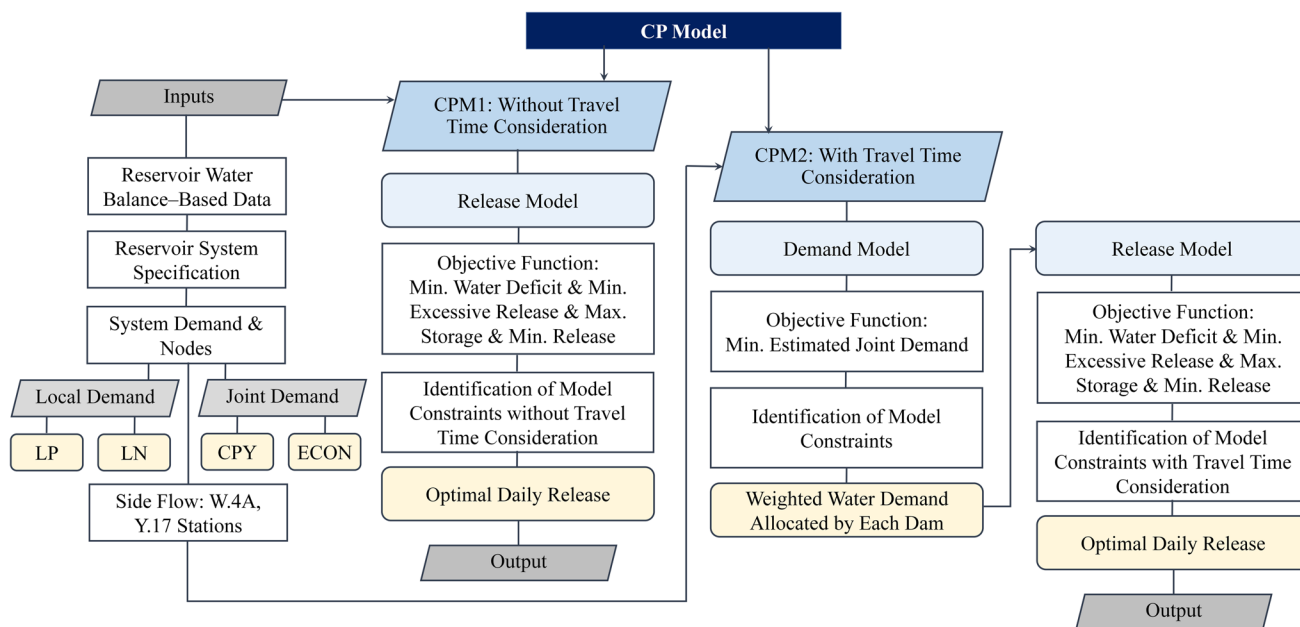 CP Model
Inputs
Reservoir Water
Balance–Based Data
Reservoir System
Specification
System Demand &
Nodes
Local Demand
Joint Demand
LP
LN
CPY
ECON
Side Flow: W.4A,
Y.17 Stations
CPM1: Without Travel
Time Consideration
Release Model
Objective Function:
Min. Water Deficit & Min.
Excessive Release & Max.
Storage & Min. Release
Identification of Model
Constraints without Travel
Time Consideration
Optimal Daily Release
Output
CPM2: With Travel Time
Consideration
Demand Model
Objective Function:
Min. Estimated Joint Demand
Identification of Model
Constraints
Weighted Water Demand
Allocated by Each Dam
Release Model
Objective Function:
Min. Water Deficit & Min.
Excessive Release & Max.
Storage & Min. Release
Identification of Model
Constraints with Travel Time
Consideration
Optimal Daily Release
Output